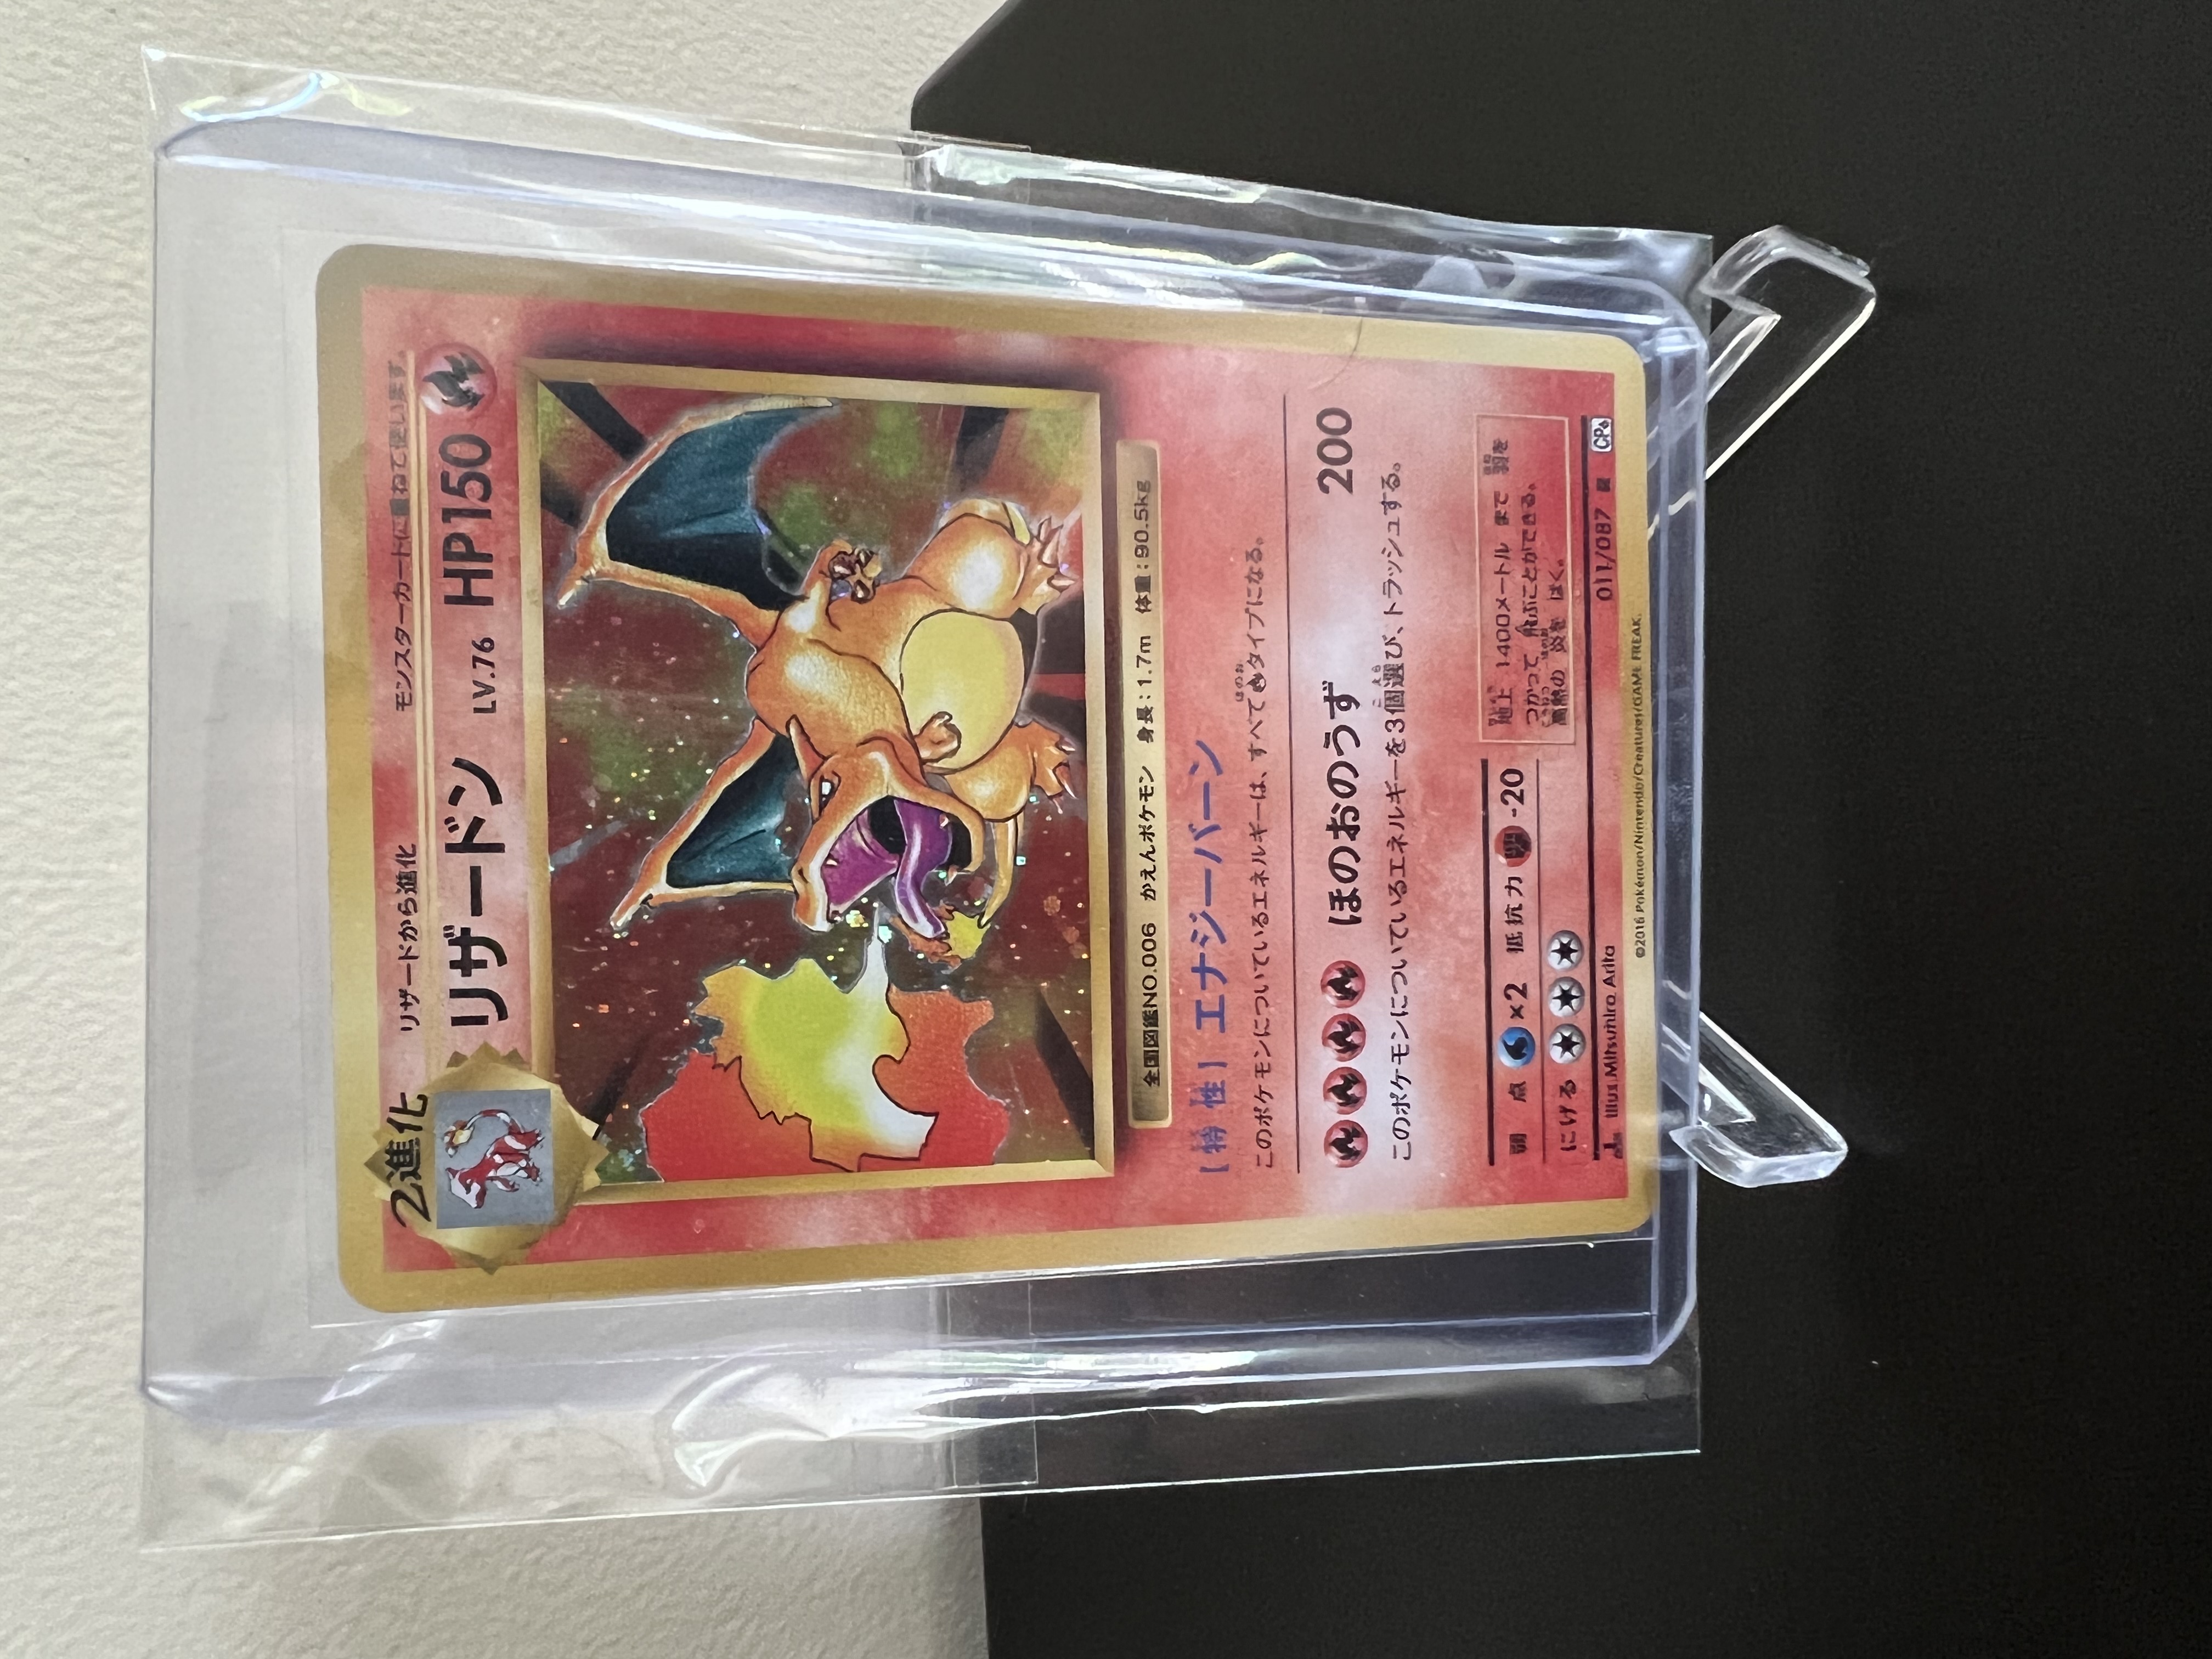 2進化
リザードから進化 モンスターカードに重ねて使います。
リザードン LV.76 HP150
全国図鑑NO.006 かえんポケモン 身長:1.7m 体重:90.5kg
[特性] エナジーバーン
ほのお
このポケモンについているエネルギーは、すべてタイプになる。
ほのおのうず 200
こ えら
このポケモンについているエネルギーを3個選び、トラッシュする。
弱点 ×2 抵抗力 -20
にげる
地上 1400メートル まで 羽を
つかって 飛ぶことができる。
高熱の 炎を はく。
Illus.Mitsuhiro Arita 011/087 R CP6
©2016 Pokémon/Nintendo/Creatures/GAME FREAK.